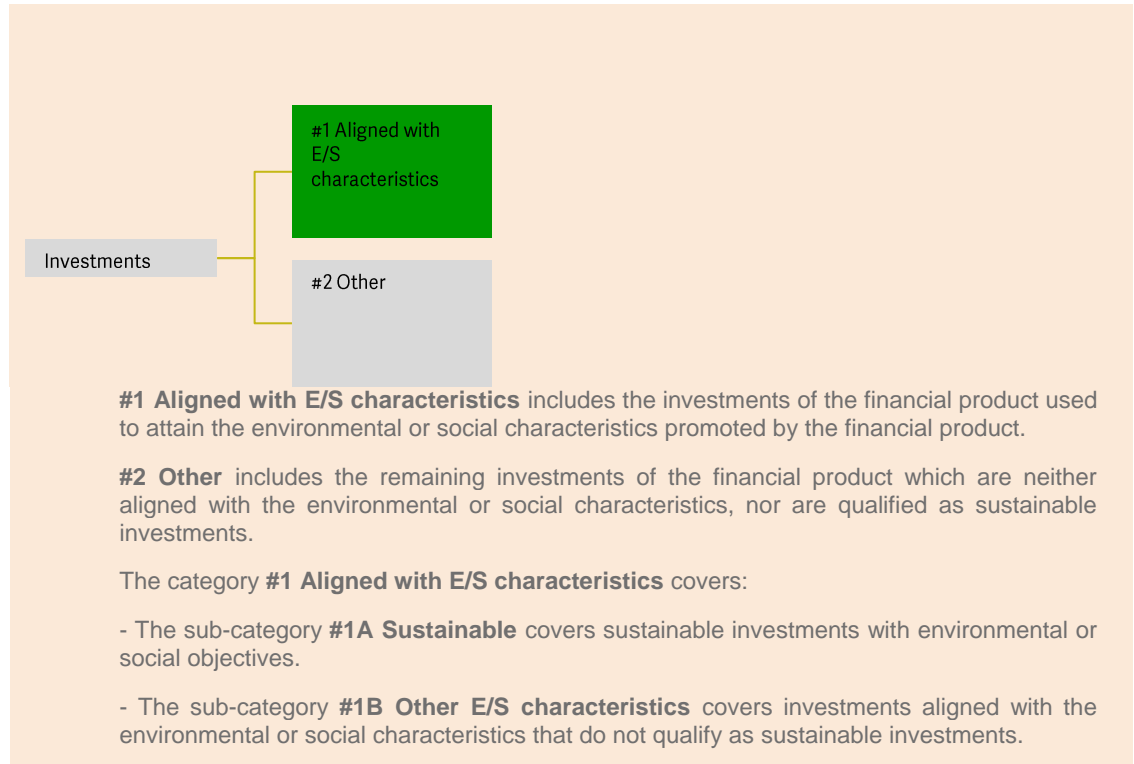 #1 Aligned with
E/S
characteristics
Investments
#2 Other
#1 Aligned with E/S characteristics includes the investments of the financial product used
to attain the environmental or social characteristics promoted by the financial product.
#2 Other includes the remaining investments of the financial product which are neither
aligned with the environmental or social characteristics, nor are qualified as sustainable
investments.
The category #1 Aligned with E/S characteristics covers:
- The sub-category #1A Sustainable covers sustainable investments with environmental or
social objectives.
- The sub-category #1B Other E/S characteristics covers investments aligned with the
environmental or social characteristics that do not qualify as sustainable investments.